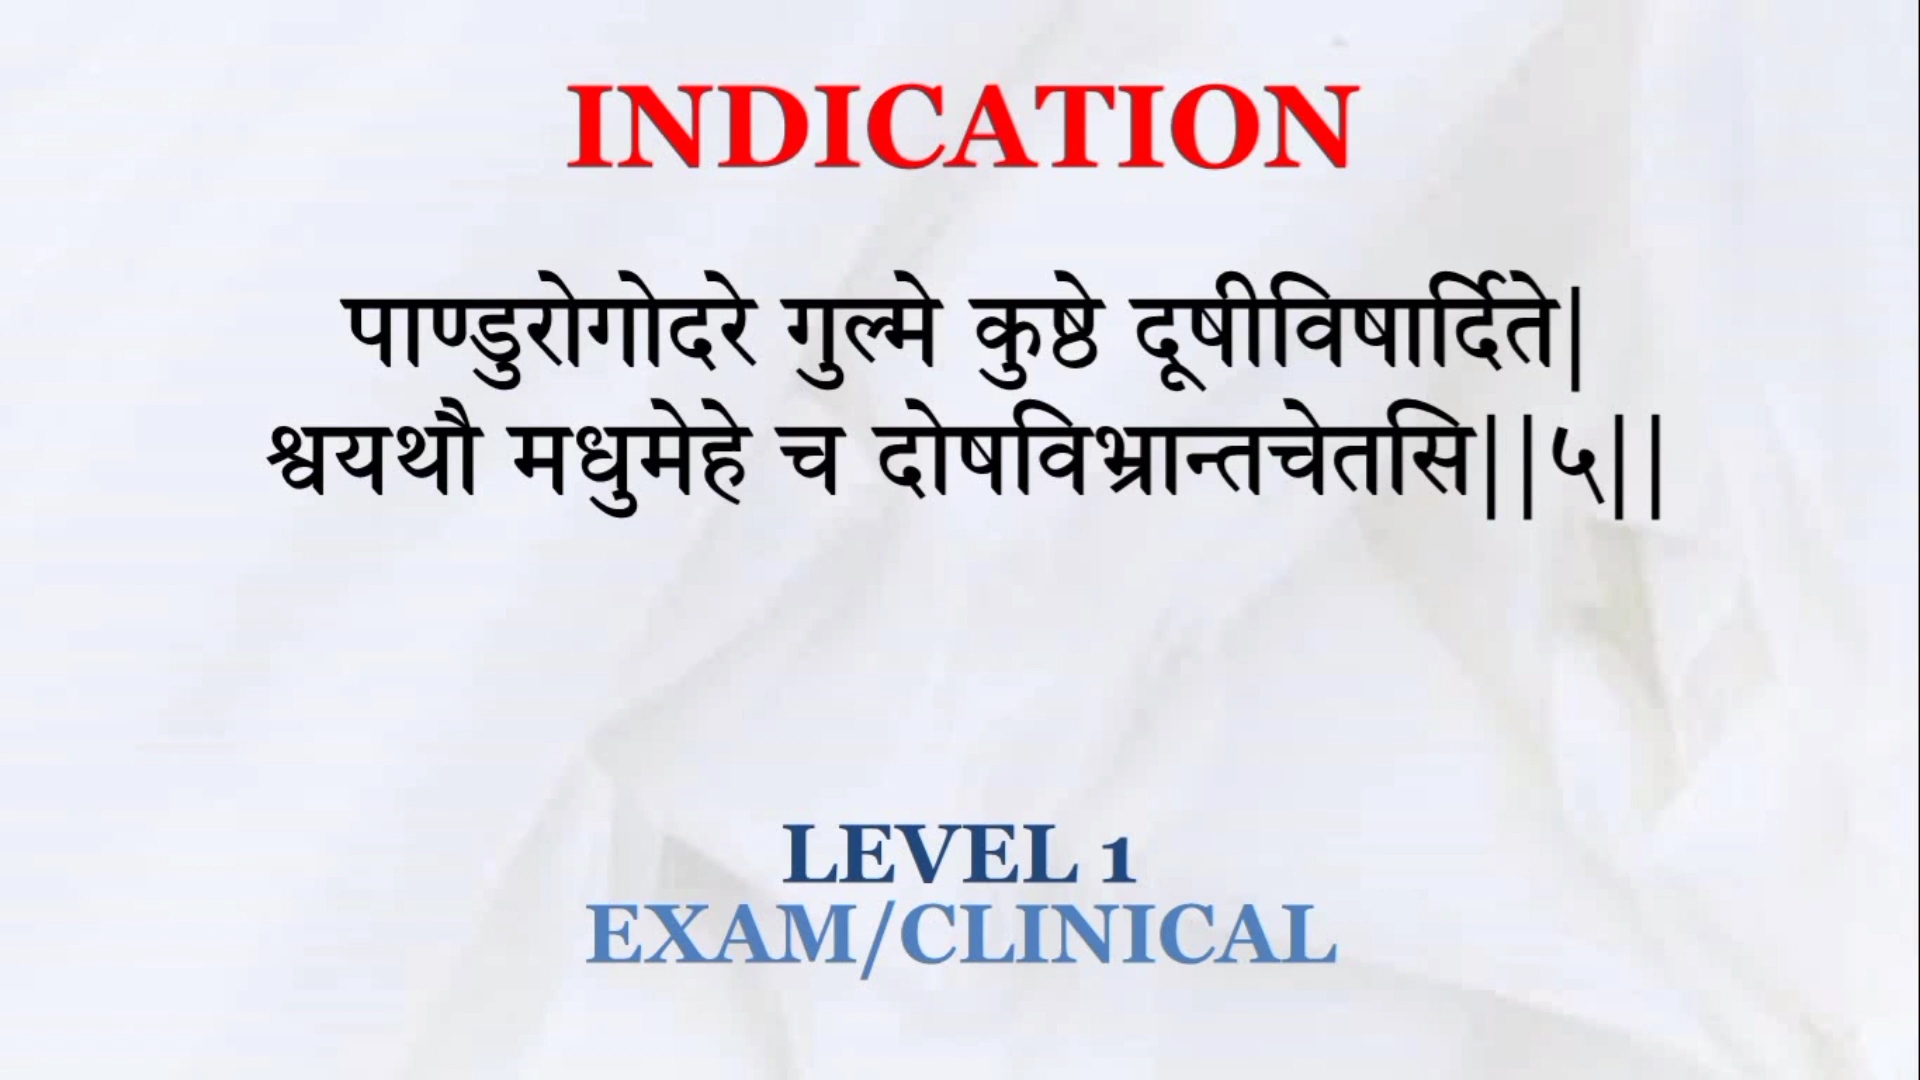 INDICATION
पाण्डुरोगोदरे गुल्मे कुष्ठे दूषीविषार्दिते|
श्वयथौ मधुमेहे च दोषविभ्रान्तचेतसि||५||
LEVEL 1
EXAM/CLINICAL